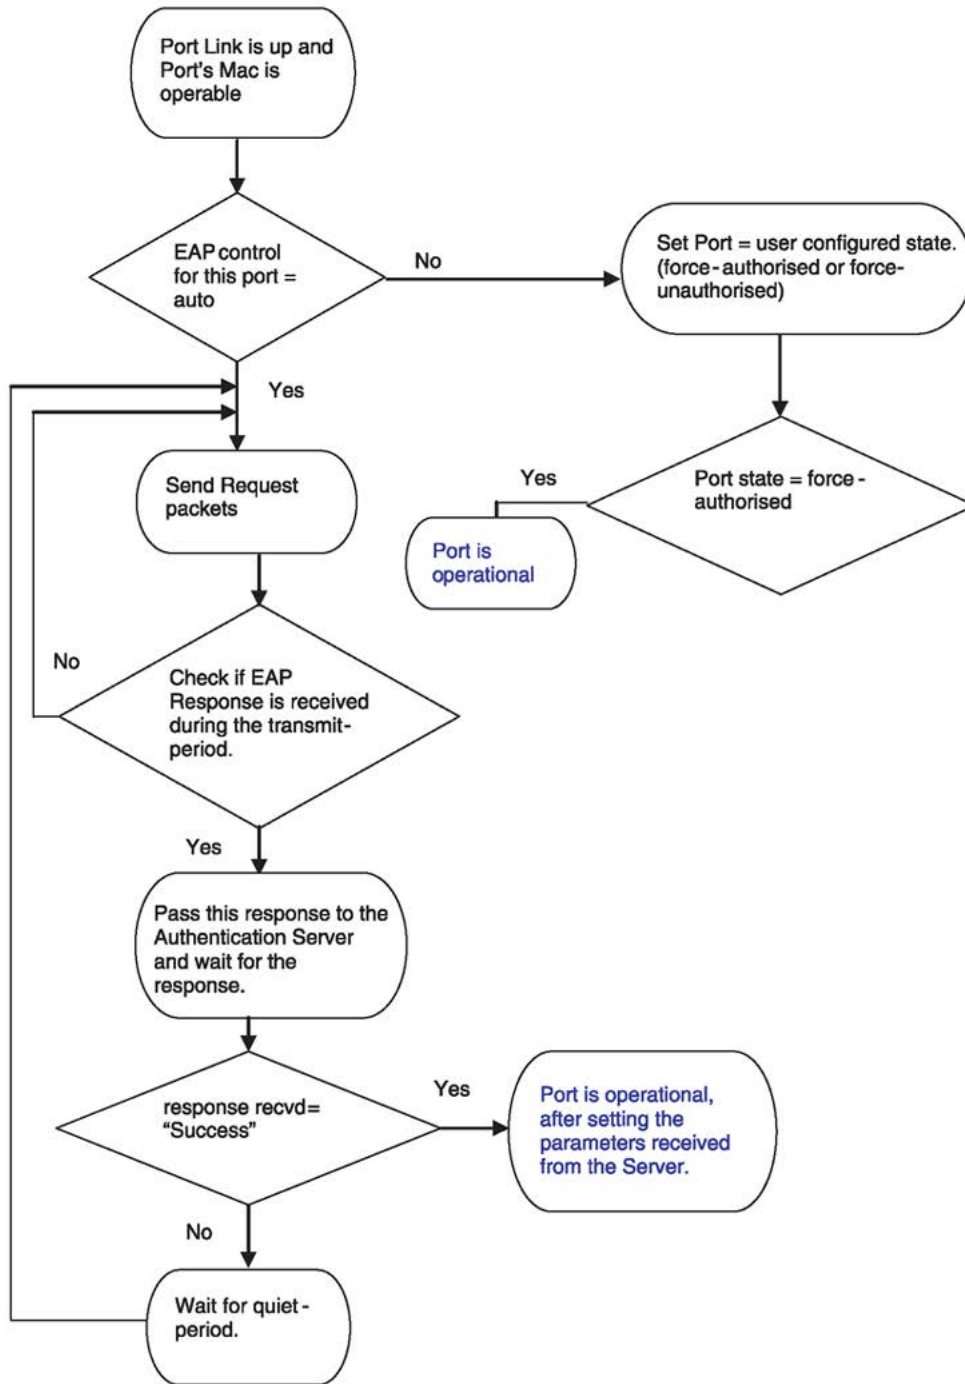 Port Link is up and
Port's Mac is
operable
EAP control
for this port =
auto
No
Set Port = user configured state.
(force-authorised or force-
unauthorised)
Yes
Send Request
packets
Yes
Port state = force-
authorised
Port is
operational
No
Check if EAP
Response is received
during the transmit-
period.
Yes
Pass this response to the
Authentication Server
and wait for the
response.
response recvd=
“Success”
Yes
Port is operational,
after setting the
parameters received
from the Server.
No
Wait for quiet-
period.